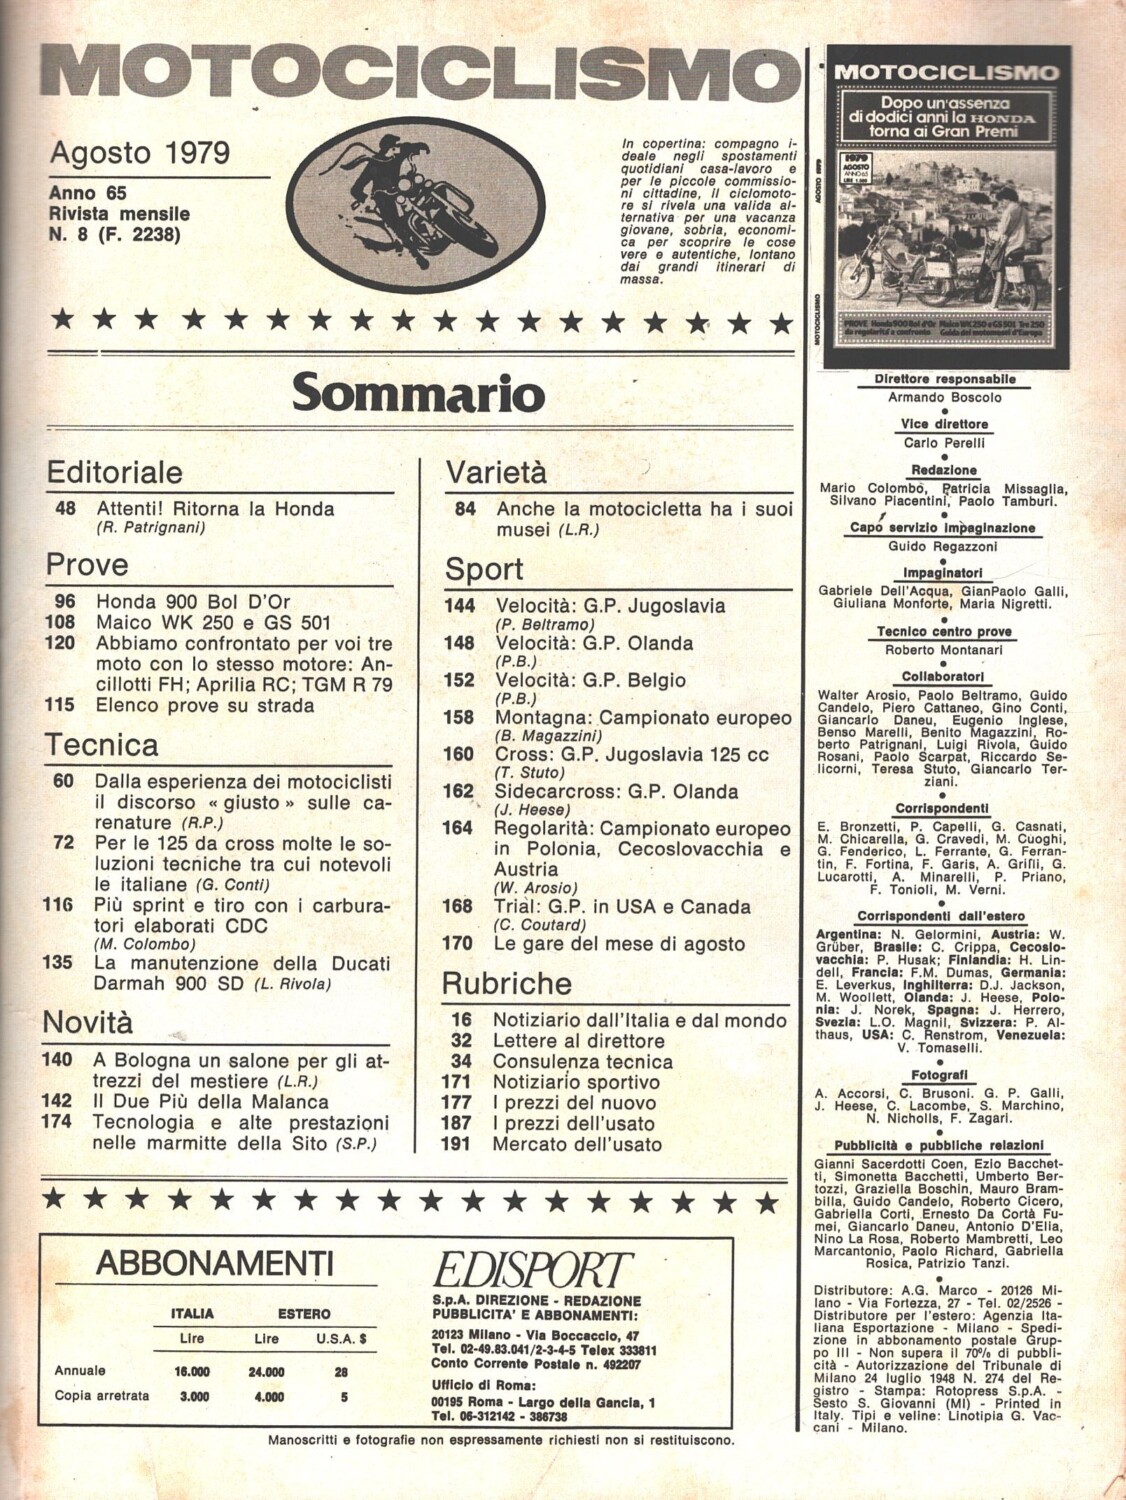 MOTOCICLISMO
Agosto 1979
Anno 65
Rivista mensile
N. 8 (F. 2238)
In copertina: compagno i-
deale negli spostamenti
quotidiani casa-lavoro e
per le piccole commissio-
ni cittadine, il ciclomoto-
re si rivela una valida al-
ternativa per una vacanza
giovane, sobria, economi-
ca per scoprire le cose
vere e autentiche, lontano
dai grandi itinerari di
massa.
Sommario
Editoriale
48 Attenti! Ritorna la Honda
(R. Patrignani)
Prove
96 Honda 900 Bol D'Or
108 Maico WK 250 e GS 501
120 Abbiamo confrontato per voi tre
moto con lo stesso motore: An-
cillotti FH; Aprilia RC; TGM R 79
115 Elenco prove su strada
Tecnica
60 Dalla esperienza dei motociclisti
il discorso « giusto » sulle ca-
renature (R.P.)
72 Per le 125 da cross molte le so-
luzioni tecniche tra cui notevoli
le italiane (G. Conti)
116 Più sprint e tiro con i carbura-
tori elaborati CDC
(M. Colombo)
135 La manutenzione della Ducati
Darmah 900 SD (L. Rivola)
Novità
140 A Bologna un salone per gli at-
trezzi del mestiere (L.R.)
142 Il Due Più della Malanca
174 Tecnologia e alte prestazioni
nelle marmitte della Sito (S.P.)
Varietà
84 Anche la motocicletta ha i suoi
musei (L.R.)
Sport
144 Velocità: G.P. Jugoslavia
(P. Beltramo)
148 Velocità: G.P. Olanda
(P.B.)
152 Velocità: G.P. Belgio
(P.B.)
158 Montagna: Campionato europeo
(B. Magazzini)
160 Cross: G.P. Jugoslavia 125 cc
(T. Stuto)
162 Sidecarcross: G.P. Olanda
(J. Heese)
164 Regolarità: Campionato europeo
in Polonia, Cecoslovacchia e
Austria
(W. Arosio)
168 Trial: G.P. in USA e Canada
(C. Coutard)
170 Le gare del mese di agosto
Rubriche
16 Notiziario dall'Italia e dal mondo
32 Lettere al direttore
34 Consulenza tecnica
171 Notiziario sportivo
177 I prezzi del nuovo
187 I prezzi dell'usato
191 Mercato dell'usato
ABBONAMENTI
ITALIA ESTERO
Lire Lire U.S.A. $
Annuale 16.000 24.000 28
Copia arretrata 3.000 4.000 5
EDISPORT
S.p.A. DIREZIONE - REDAZIONE
PUBBLICITA' E ABBONAMENTI:
20123 Milano - Via Boccaccio, 47
Tel. 02-49.83.041/2-3-4-5 Telex 333811
Conto Corrente Postale n. 492207
Ufficio di Roma:
00195 Roma - Largo della Gancia, 1
Tel. 06-312142 - 386738
Manoscritti e fotografie non espressamente richiesti non si restituiscono.
MOTOCICLISMO
Dopo un'assenza
di dodici anni la HONDA
torna ai Gran Premi
1979
AGOSTO
ANNO 65
AGOSTO 1979
MOTOCICLISMO
PROVE Honda 900 Bol d'Or Maico WK 250 e GS 501 Tre 250
da regolarità a confronto Guida dei motoraduni d'Europa
Direttore responsabile
Armando Boscolo
Vice direttore
Carlo Perelli
Redazione
Mario Colombo, Patricia Missaglia,
Silvano Piacentini, Paolo Tamburi.
Capo servizio impaginazione
Guido Regazzoni
Impaginatori
Gabriele Dell'Acqua, GianPaolo Galli,
Giuliana Monforte, Maria Nigretti.
Tecnico centro prove
Roberto Montanari
Collaboratori
Walter Arosio, Paolo Beltramo, Guido
Candelo, Piero Cattaneo, Gino Conti,
Giancarlo Daneu, Eugenio Inglese,
Benso Marelli, Benito Magazzini, Ro-
berto Patrignani, Luigi Rivola, Guido
Rosani, Paolo Scarpat, Riccardo Se-
licorni, Teresa Stuto, Giancarlo Ter-
ziani.
Corrispondenti
E. Bronzetti, P. Capelli, G. Casnati,
M. Chicarella, G. Cravedi, M. Cuoghi,
G. Fenderico, L. Ferrante, G. Ferran-
tin, F. Fortina, F. Garis, A. Grifli, G.
Lucarotti, A. Minarelli, P. Priano,
F. Tonioli, M. Verni.
Corrispondenti dall'estero
Argentina: N. Gelormini, Austria: W.
Grüber, Brasile: C. Crippa, Cecoslo-
vacchia: P. Husak; Finlandia: H. Lin-
dell, Francia: F.M. Dumas, Germania:
E. Leverkus, Inghilterra: D.J. Jackson,
M. Woollett, Olanda: J. Heese, Polo-
nia: J. Norek, Spagna: J. Herrero,
Svezia: L.O. Magnil, Svizzera: P. Al-
thaus, USA: C. Renstrom, Venezuela:
V. Tomaselli.
Fotografi
A. Accorsi, C. Brusoni. G. P. Galli,
J. Heese, C. Lacombe, S. Marchino,
N. Nicholls, F. Zagari.
Pubblicità e pubbliche relazioni
Gianni Sacerdotti Coen, Ezio Bacchet-
ti, Simonetta Bacchetti, Umberto Ber-
tozzi, Graziella Boschin, Mauro Bram-
billa, Guido Candelo, Roberto Cicero,
Gabriella Corti, Ernesto Da Cortà Fu-
mei, Giancarlo Daneu, Antonio D'Elia,
Nino La Rosa, Roberto Mambretti, Leo
Marcantonio, Paolo Richard, Gabriella
Rosica, Patrizio Tanzi.
Distributore: A.G. Marco - 20126 Mi-
lano - Via Fortezza, 27 - Tel. 02/2526 -
Distributore per l'estero: Agenzia Ita-
liana Esportazione - Milano - Spedi-
zione in abbonamento postale Grup-
po III - Non supera il 70% di pubbli-
cità - Autorizzazione del Tribunale di
Milano 24 luglio 1948 N. 274 del Re-
gistro - Stampa: Rotopress S.p.A. -
Sesto S. Giovanni (MI) - Printed in
Italy. Tipi e veline: Linotipia G. Vac-
cani - Milano.